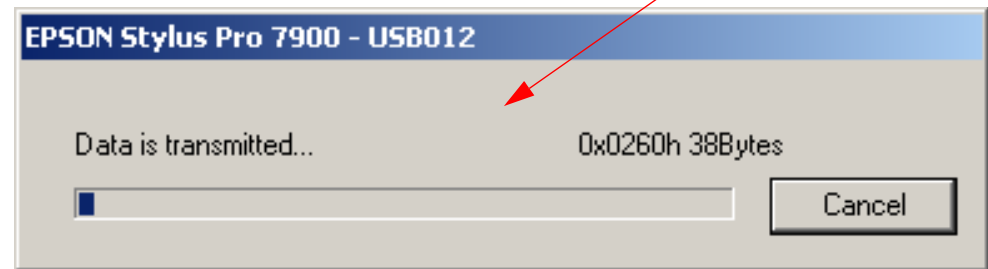 EPSON Stylus Pro 7900 - USB012
Data is transmitted... 0x0260h 38Bytes
Cancel